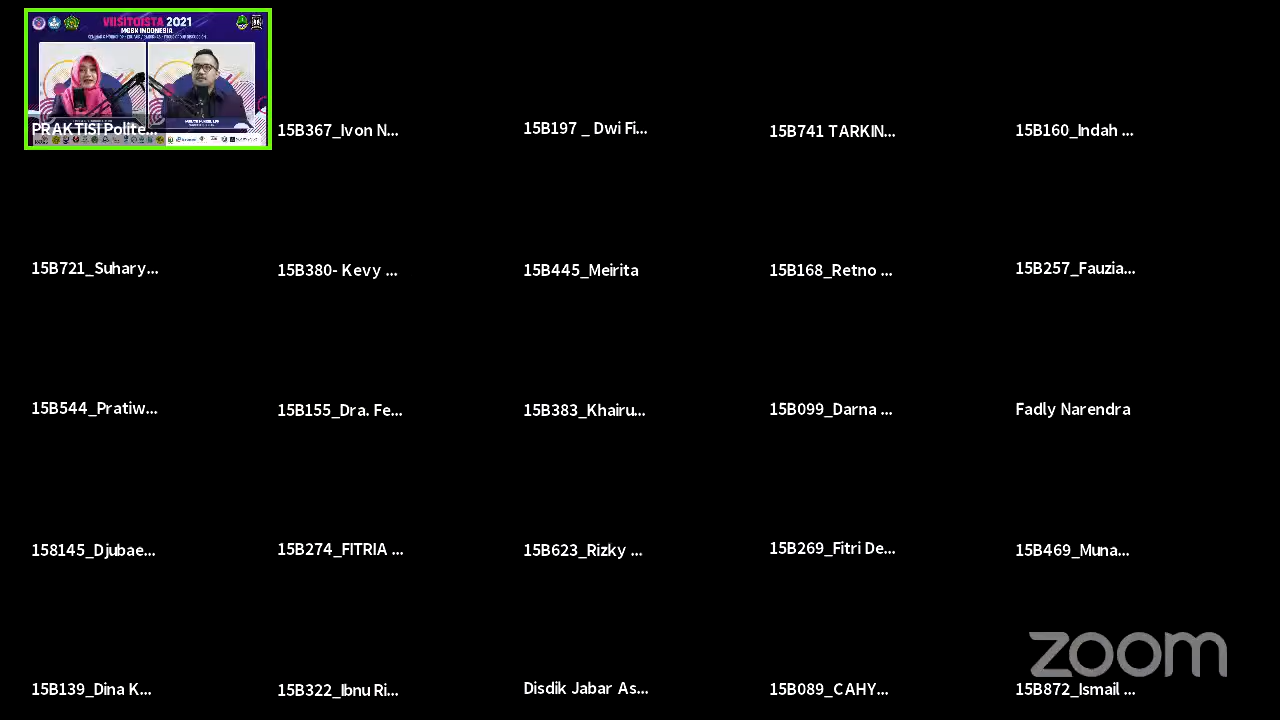 VIISITOISTA 2021
MGBK INDONESIA
PRAKTISI Polite...
15B367_Ivon N...
15B197 _ Dwi Fi...
15B741 TARKIN...
15B160_Indah ...
15B721_Suhary...
15B380- Kevy ...
15B445_Meirita
15B168_Retno ...
15B257_Fauzia...
15B544_Pratiw...
15B155_Dra. Fe...
15B383_Khairu...
15B099_Darna ...
Fadly Narendra
158145_Djubae...
15B274_FITRIA ...
15B623_Rizky ...
15B269_Fitri De...
15B469_Muna...
zoom
15B139_Dina K...
15B322_Ibnu Ri...
Disdik Jabar As...
15B089_CAHY...
15B872_Ismail ...